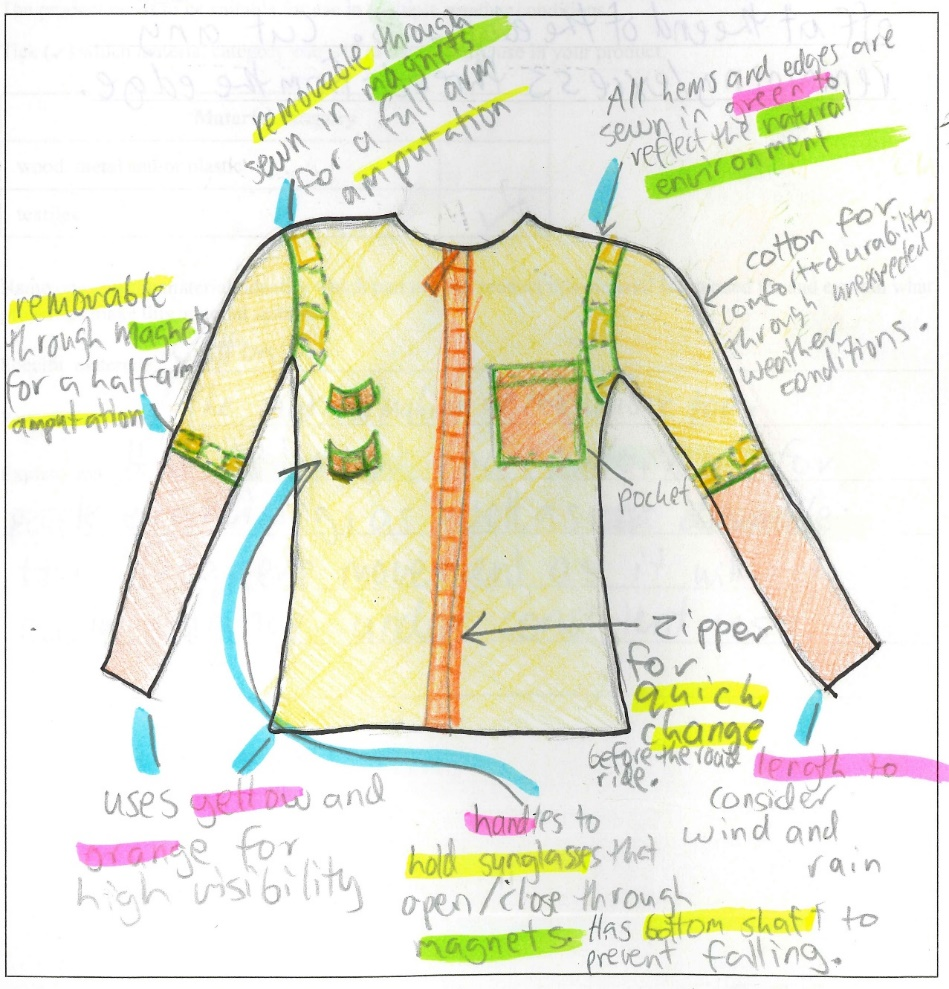 removable through
sewn in magnets
for a full arm
amputation
All hems and edges are
sewn in green to
reflect the natural
environment
cotton for
comfort+durability
through unexpected
weather
conditions.
removable
through magnets
for a half arm
amputation
pocket
zipper
for
quick
change
before the road
ride.
length to
consider
wind and
rain
uses yellow and
orange for
high visibility
handles to
hold sunglasses that
open/close through
magnets. Has bottom shaft to
prevent falling.